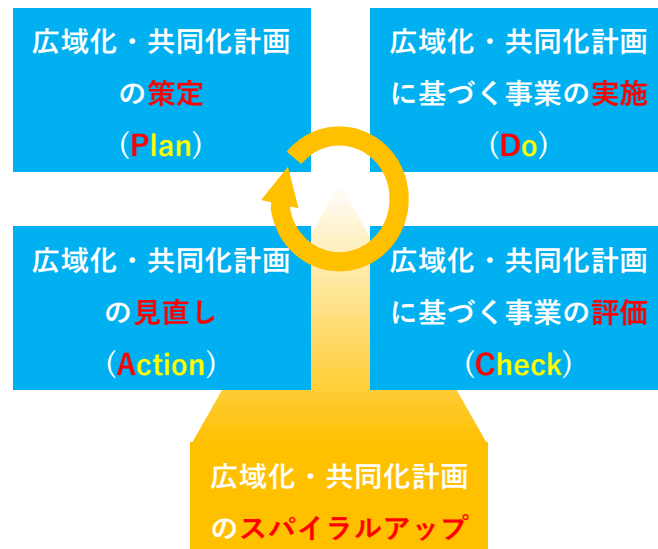 広域化・共同化計画
の策定
(Plan)
広域化・共同化計画
に基づく事業の実施
(Do)
広域化・共同化計画
の見直し
(Action)
広域化・共同化計画
に基づく事業の評価
(Check)
広域化・共同化計画
のスパイラルアップ